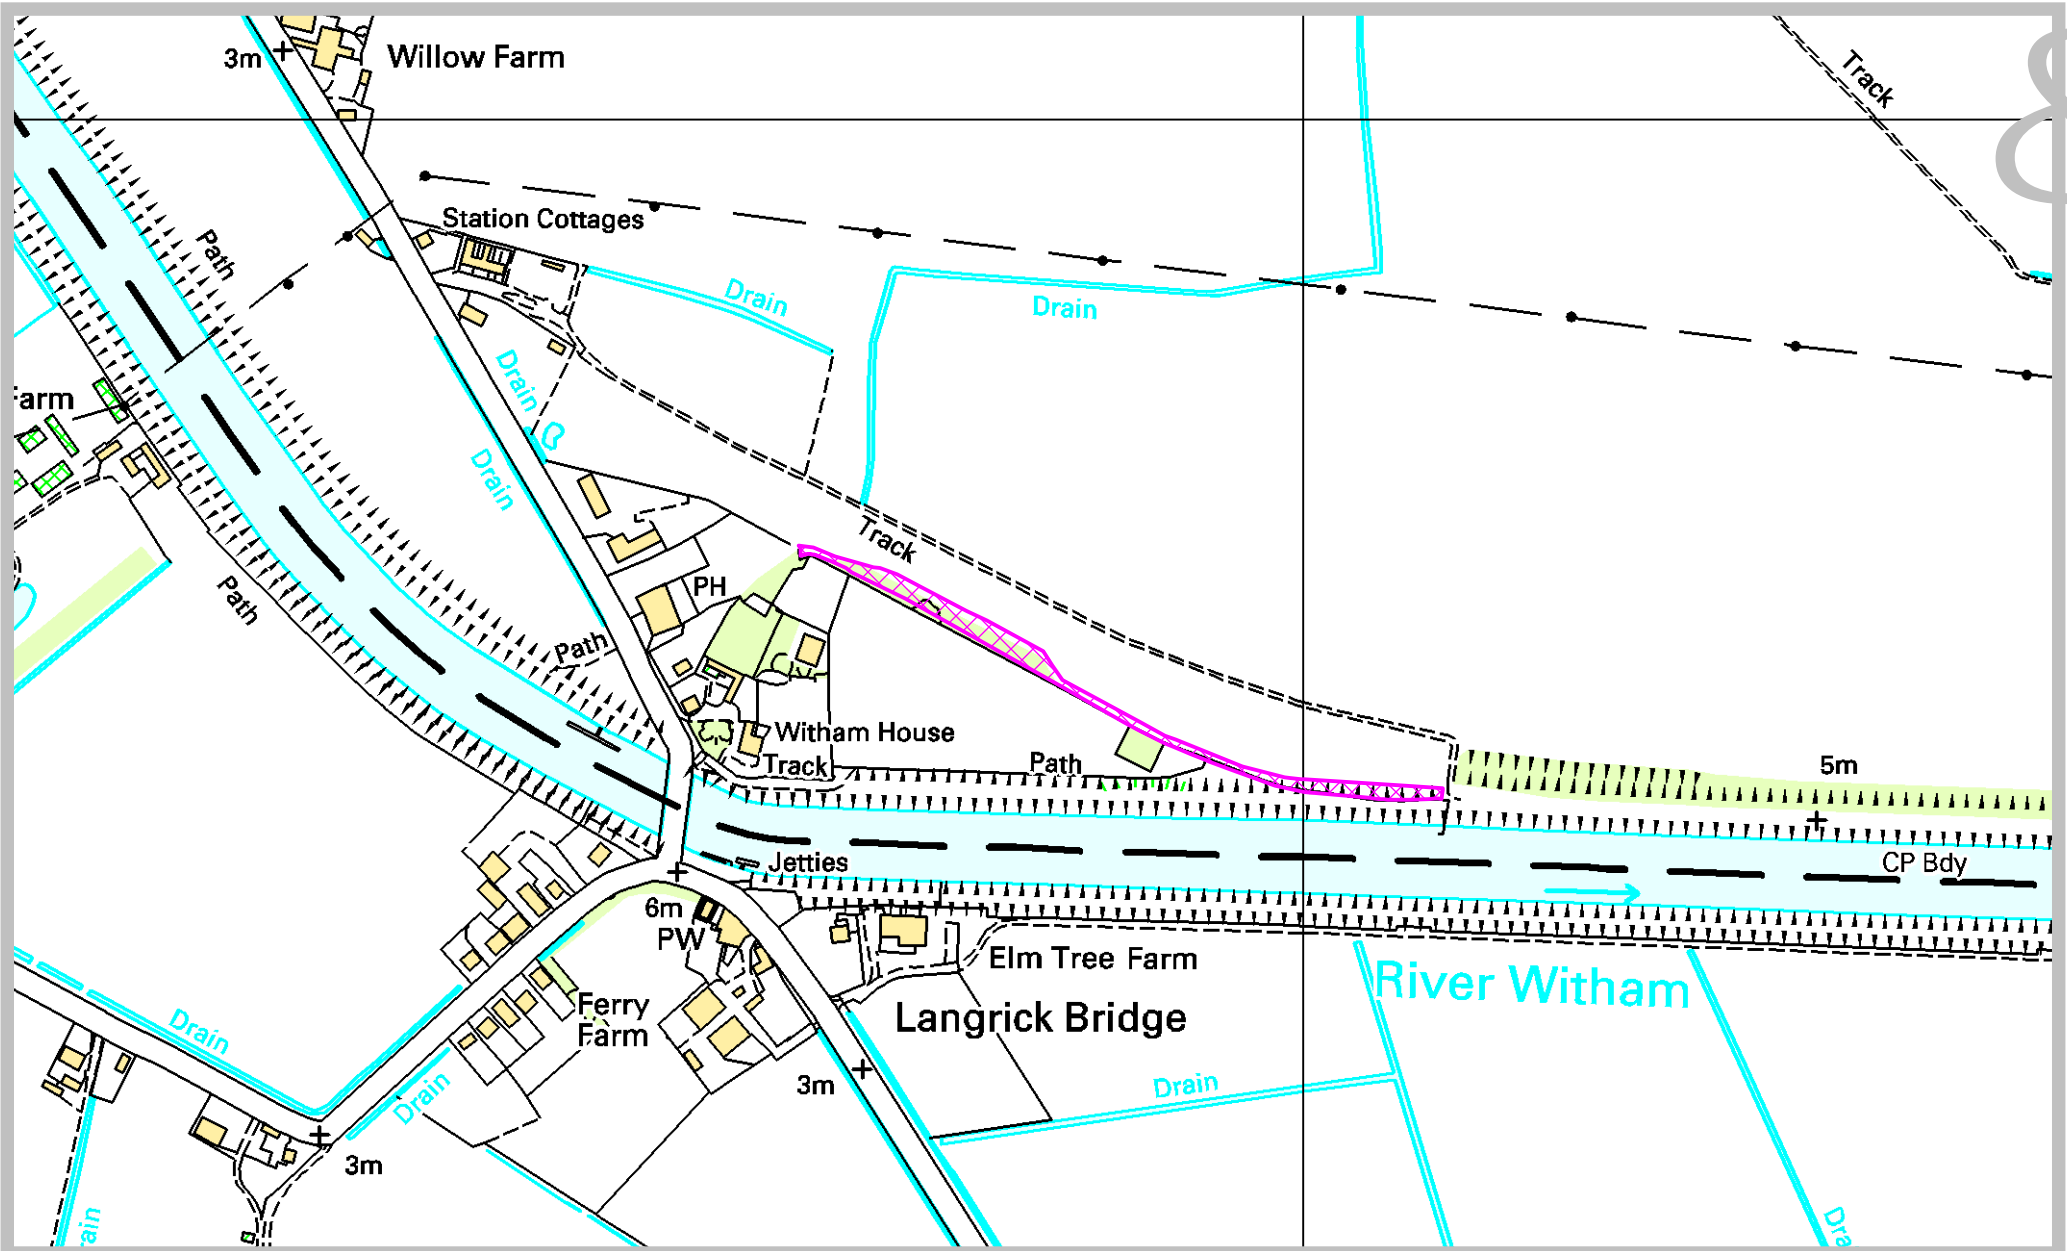 Willow Farm
3m
Track
8
Station Cottages
Path
Drain
Drain
Drain
Farm
Drain
Track
PH
Path
Path
Witham House
Track
Path
5m
Jetties
CP Bdy
6m
PW
Elm Tree Farm
River Witham
Ferry
Farm
Langrick Bridge
Drain
3m
Drain
Drain
3m